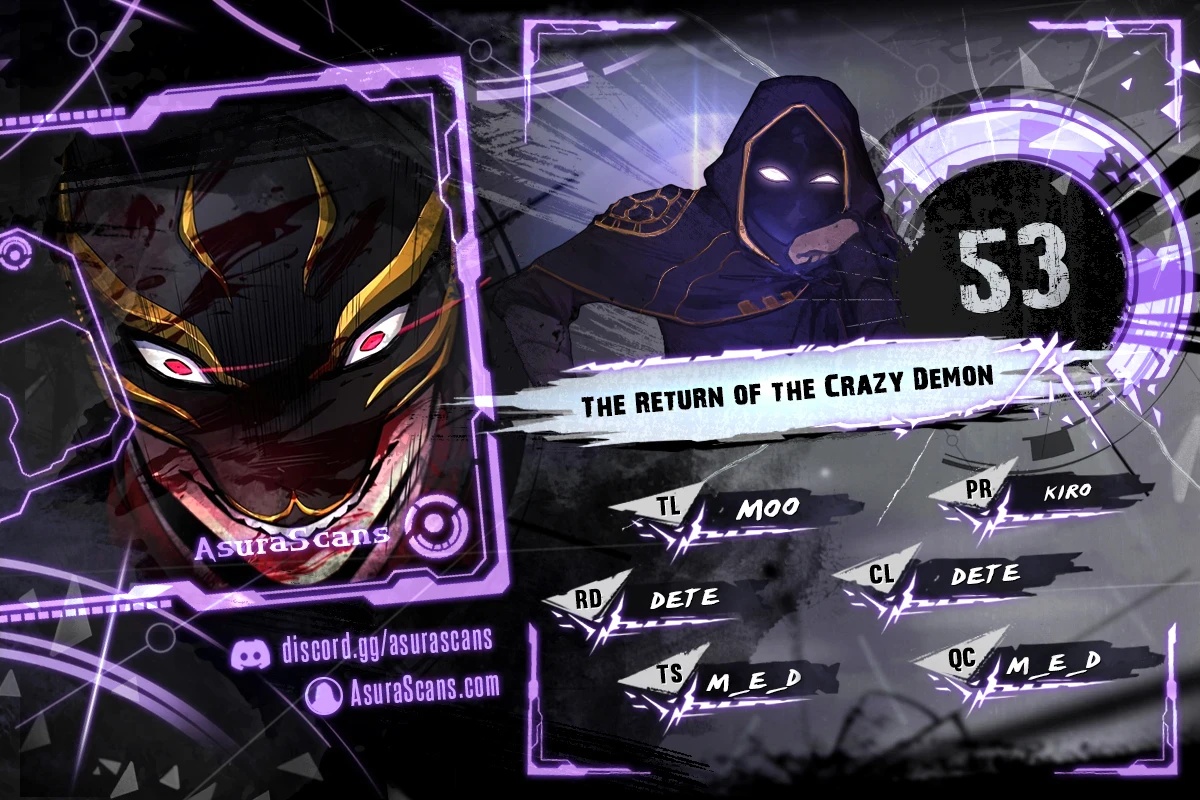 53
THE RETURN OF THE CRAZY DEMON
TL MOO
PR KIRO
RD DETE
CL DETE
TS M_E_D
QC M_E_D
AsuraScans
discord.gg/asurascans
AsuraScans.com